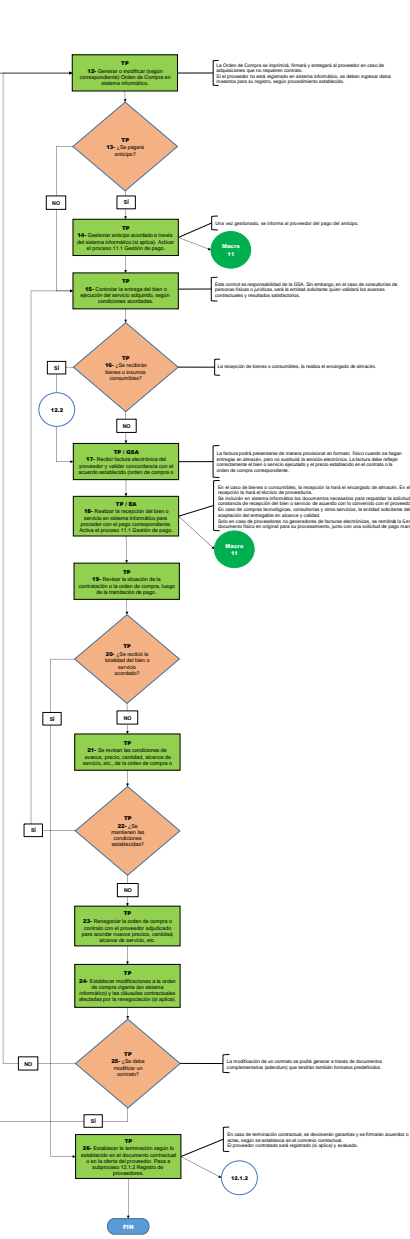 TP
12- Generar o modificar (según
correspondiente) Orden de Compra en
sistema informático.
La Orden de Compra se imprimirá, firmará y entregará al proveedor en caso de
adquisiciones que no requieren contrato.
Si el proveedor no está registrado en sistema informático, se deben ingresar datos
maestros para su registro, según procedimiento establecido.
TP
13- ¿Se pagará
anticipo?
NO
SÍ
TP
14- Gestionar anticipo acordado a través
del sistema informático (si aplica). Activar
el proceso 11.1 Gestión de pago.
Una vez gestionado, se informa al proveedor del pago del anticipo.
Macro
11
TP
15- Controlar la entrega del bien o
ejecución del servicio adquirido, según
condiciones acordadas.
Este control es responsabilidad de la GSA. Sin embargo, en el caso de consultorías de
personas físicas o jurídicas, será la entidad solicitante quien validará los avances
contractuales y resultados satisfactorios.
TP
16- ¿Se recibirán
bienes o insumos
consumibles?
La recepción de bienes o consumibles, la realiza el encargado de almacén.
SÍ
12.2
NO
TP / GSA
17- Recibir factura electrónica del
proveedor y validar concordancia con el
acuerdo establecido (orden de compra o
La factura podrá presentarse de manera provisional en formato físico cuando se hagan
entregas en almacén, pero no sustituirá la emisión electrónica. La factura debe reflejar
correctamente el bien o servicio ejecutado y el precio establecido en el contrato o la
orden de compra correspondiente.
TP / EA
18- Realizar la recepción del bien o
servicio en sistema informático para
proceder con el pago correspondiente.
Activa el proceso 11.1 Gestión de pago.
En el caso de bienes o consumibles, la recepción la hará el encargado de almacén. En el
recepción la hará el técnico de proveeduría.
Se incluirán en sistema informático los documentos necesarios para respaldar la solicitud
constancia de recepción del bien o servicio de acuerdo con lo convenido con el proveedor
En caso de compras tecnológicas, consultorías y otros servicios, la entidad solicitante del
aceptación del entregable en alcance y calidad.
Solo en caso de proveedores no generadores de facturas electrónicas, se remitirá la Ger
documento físico en original para su procesamiento, junto con una solicitud de pago man
Macro
11
TP
19- Revisar la situación de la
contratación o la orden de compra, luego
de la tramitación de pago.
TP
20- ¿Se recibió la
totalidad del bien o
servicio
acordado?
SÍ
NO
TP
21- Se revisan las condiciones de
avance, precio, cantidad, alcance de
servicio, etc., de la orden de compra o
TP
22- ¿Se
mantienen las
condiciones
establecidas?
SÍ
NO
TP
23- Renegociar la orden de compra o
contrato con el proveedor adjudicado
para acordar nuevos precios, cantidad,
alcance de servicio, etc.
TP
24- Establecer modificaciones a la orden
de compra vigente (en sistema
informático) y las cláusulas contractuales
afectadas por la renegociación (si aplica).
TP
25- ¿Se debe
modificar un
contrato?
NO
La modificación de un contrato se podrá generar a través de documentos
complementarios (adendum) que tendrán también formatos predefinidos.
SÍ
TP
26- Establecer la terminación según lo
establecido en el documento contractual
o en la oferta del proveedor. Pasa a
subproceso 12.1.2 Registro de
proveedores.
En caso de terminación contractual, se devolverán garantías y se firmarán acuerdos o
actas, según se establezca en el convenio contractual.
El proveedor contratado será registrado (si aplica) y evaluado.
12.1.2
FIN